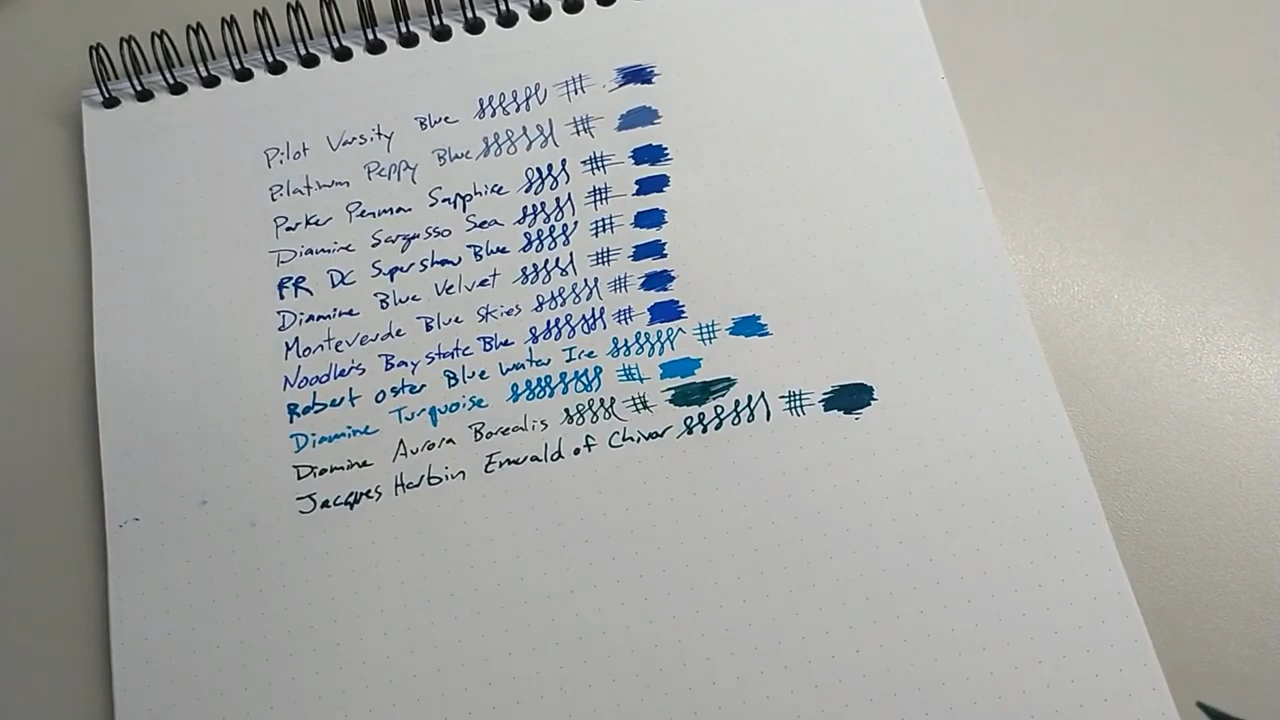 Pilot Varsity Blue
Platinum Peppy Blue
Parker Penman Sapphire
Diamine Sargasso Sea
PR DC Supershow Blue
Diamine Blue Velvet
Monteverde Blue Skies
Noodler's Baystate Blue
Robert Oster Blue Water Ice
Diamine Turquoise
Diamine Aurora Borealis
Jacques Herbin Emerald of Chivor